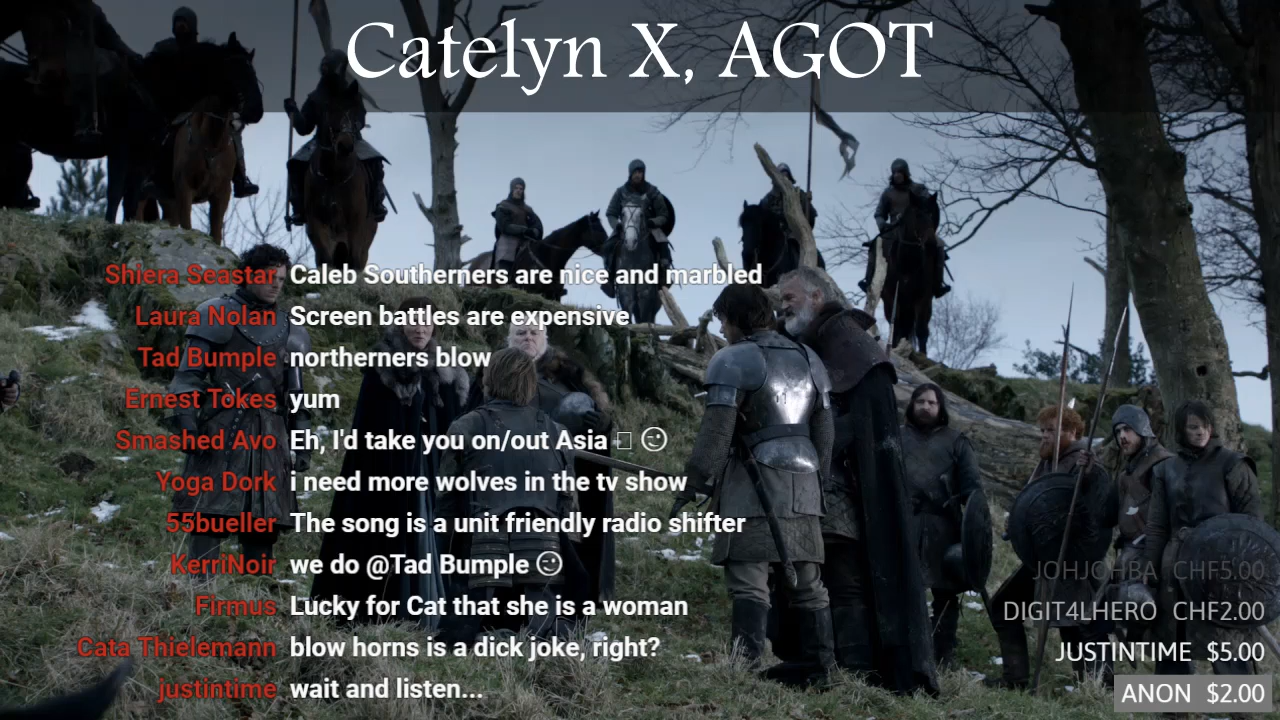 Catelyn X, AGOT
Shiera Seastar Caleb Southerners are nice and marbled
Laura Nolan Screen battles are expensive
Tad Bumple northerners blow
Ernest Tokes yum
Smashed Avo Eh, I'd take you on/out Asia 😉
Yoga Dork i need more wolves in the tv show
55bueller The song is a unit friendly radio shifter
KerriNoir we do @Tad Bumple 😉
Firmus Lucky for Cat that she is a woman
Cata Thielemann blow horns is a dick joke, right?
justintime wait and listen...
JOHJOHBA CHF5.00
DIGIT4LHERO CHF2.00
JUSTINTIME $5.00
ANON $2.00